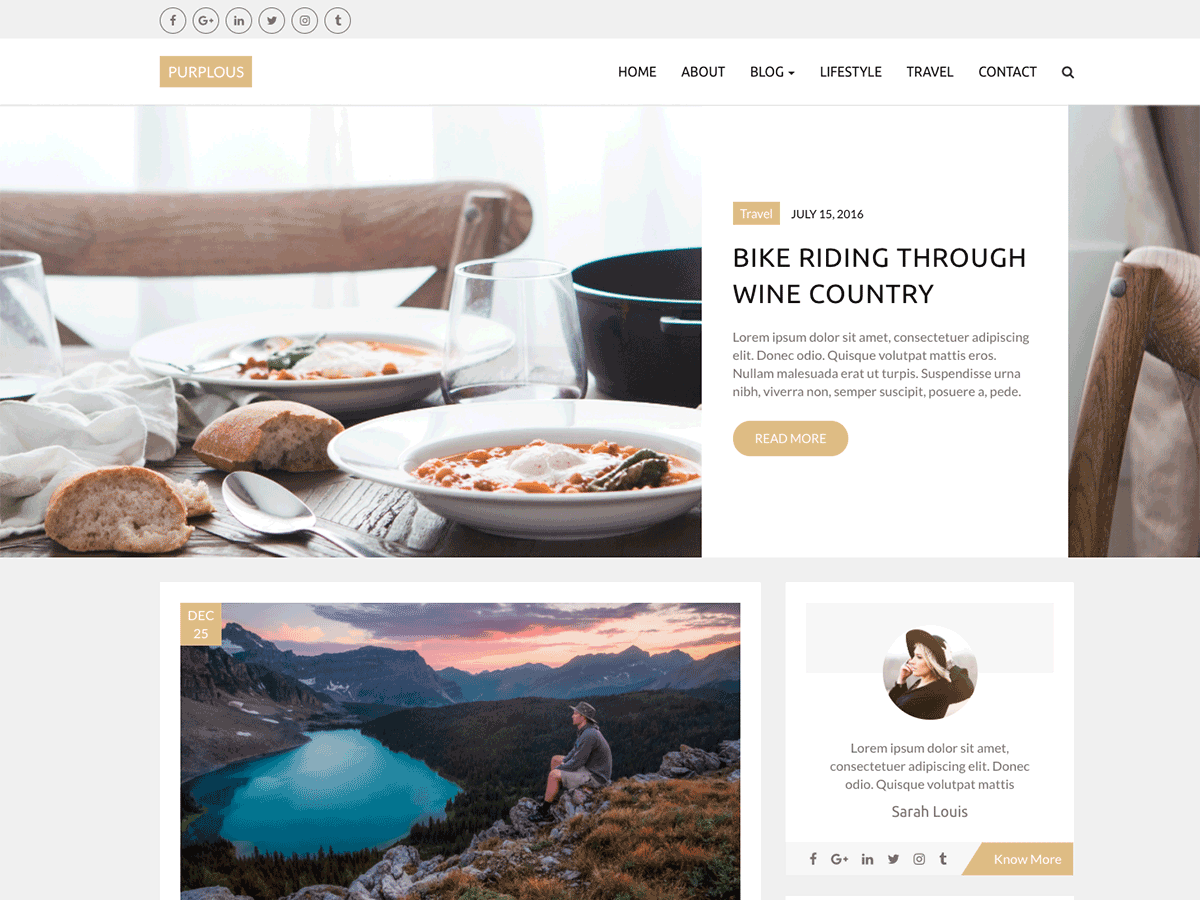 PURPLOUS
HOME ABOUT BLOG LIFESTYLE TRAVEL CONTACT
Travel JULY 15, 2016
BIKE RIDING THROUGH
WINE COUNTRY
Lorem ipsum dolor sit amet, consectetuer adipiscing
elit. Donec odio. Quisque volutpat mattis eros.
Nullam malesuada erat ut turpis. Suspendisse urna
nibh, viverra non, semper suscipit, posuere a, pede.
READ MORE
DEC
25
Lorem ipsum dolor sit amet,
consectetuer adipiscing elit. Donec
odio. Quisque volutpat mattis
Sarah Louis
Know More